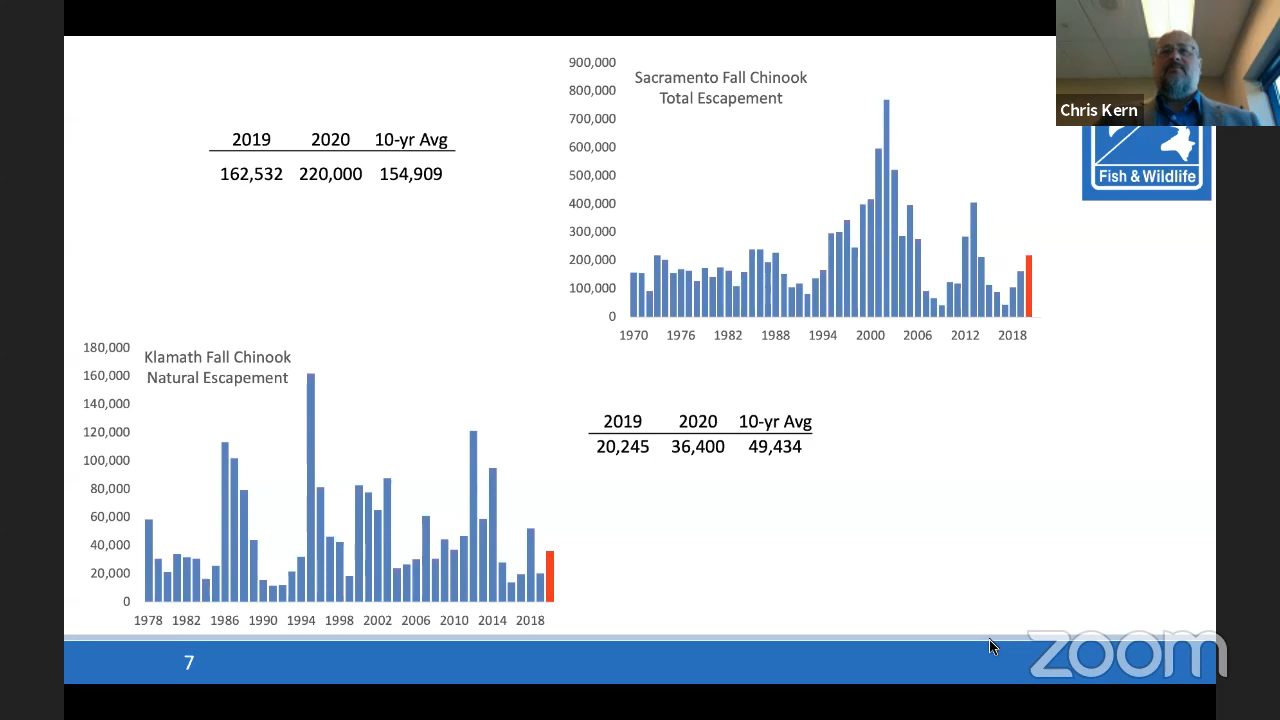 Chris Kern
Fish & Wildlife
2019 2020 10-yr Avg
162,532 220,000 154,909
Sacramento Fall Chinook
Total Escapement
900,000
800,000
700,000
600,000
500,000
400,000
300,000
200,000
100,000
0
1970 1976 1982 1988 1994 2000 2006 2012 2018
Klamath Fall Chinook
Natural Escapement
180,000
160,000
140,000
120,000
100,000
80,000
60,000
40,000
20,000
0
1978 1982 1986 1990 1994 1998 2002 2006 2010 2014 2018
2019 2020 10-yr Avg
20,245 36,400 49,434
7
zoom